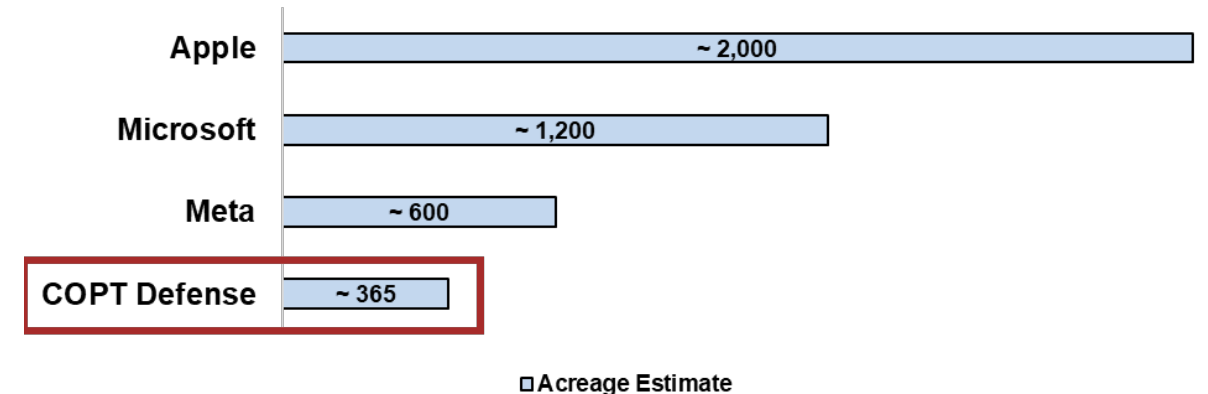 Apple ~ 2,000
Microsoft ~ 1,200
Meta ~ 600
COPT Defense ~ 365
Acreage Estimate